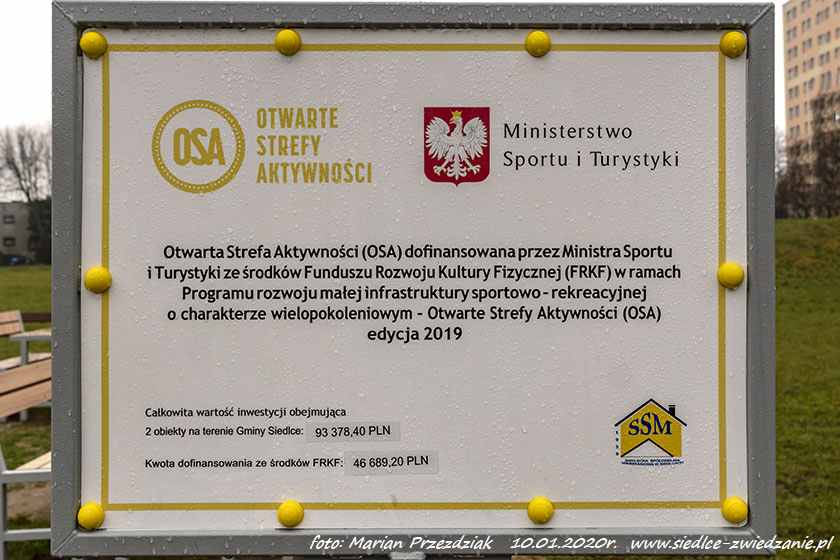 OSA
OTWARTE
STREFY
AKTYWNOŚCI
Ministerstwo
Sportu i Turystyki
Otwarta Strefa Aktywności (OSA) dofinansowana przez Ministra Sportu
i Turystyki ze środków Funduszu Rozwoju Kultury Fizycznej (FRKF) w ramach
Programu rozwoju małej infrastruktury sportowo - rekreacyjnej
o charakterze wielopokoleniowym - Otwarte Strefy Aktywności (OSA)
edycja 2019
Całkowita wartość inwestycji obejmująca
2 obiekty na terenie Gminy Siedlce: 93 378,40 PLN
Kwota dofinansowania ze środków FRKF: 46 689,20 PLN
SSM
foto: Marian Przezdziak 10.01.2020r. www.siedlce-zwiedzanie.pl